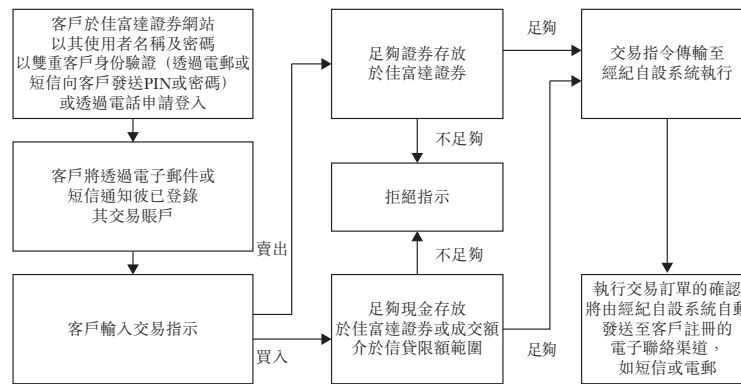 客戶於佳富達證券網站
以其使用者名稱及密碼
以雙重客戶身份驗證（透過電郵或
短信向客戶發送PIN或密碼）
或透過電話申請登入
客戶將透過電子郵件或
短信通知彼已登錄
其交易賬戶
客戶輸入交易指示
賣出
買入
足夠證券存放
於佳富達證券
足夠
不足夠
拒絕指示
不足夠
足夠現金存放
於佳富達證券或成交額
介於信貸限額範圍
足夠
交易指令傳輸至
經紀自設系統執行
執行交易訂單的確認
將由經紀自設系統自動
發送至客戶註冊的
電子聯絡渠道，
如短信或電郵